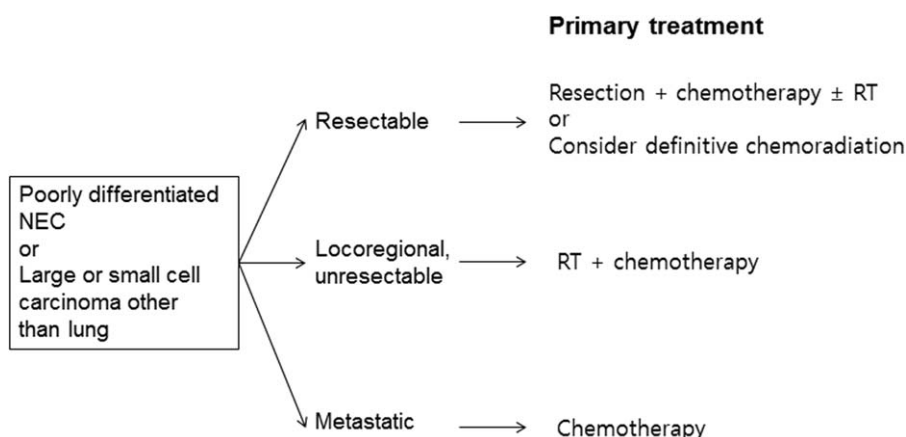 Primary treatment
Poorly differentiated
NEC
or
Large or small cell
carcinoma other
than lung
Resectable
Resection + chemotherapy ± RT
or
Consider definitive chemoradiation
Locoregional,
unresectable
RT + chemotherapy
Metastatic
Chemotherapy